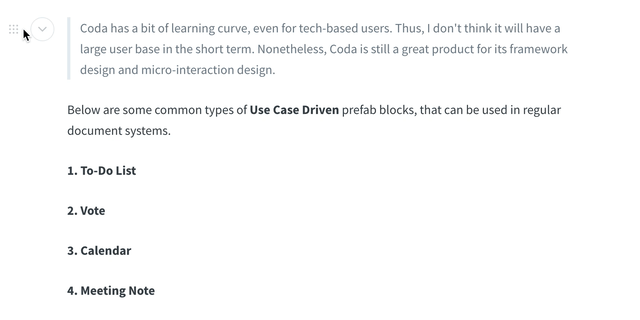 Coda has a bit of learning curve, even for tech-based users. Thus, I don't think it will have a
large user base in the short term. Nonetheless, Coda is still a great product for its framework
design and micro-interaction design.
Below are some common types of Use Case Driven prefab blocks, that can be used in regular
document systems.
1. To-Do List
2. Vote
3. Calendar
4. Meeting Note